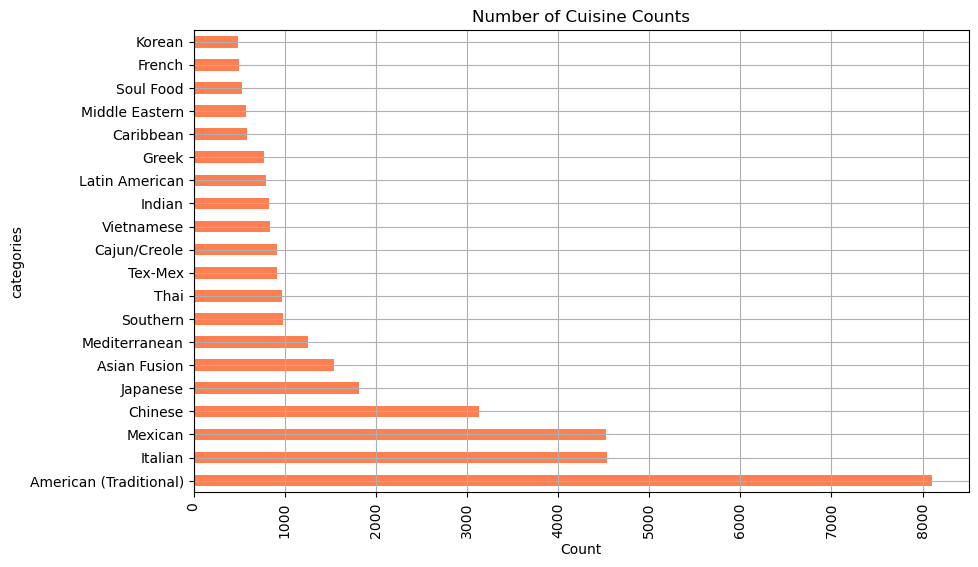 Number of Cuisine Counts
categories
Korean
French
Soul Food
Middle Eastern
Caribbean
Greek
Latin American
Indian
Vietnamese
Cajun/Creole
Tex-Mex
Thai
Southern
Mediterranean
Asian Fusion
Japanese
Chinese
Mexican
Italian
American (Traditional)
0
1000
2000
3000
4000
5000
6000
7000
8000
Count